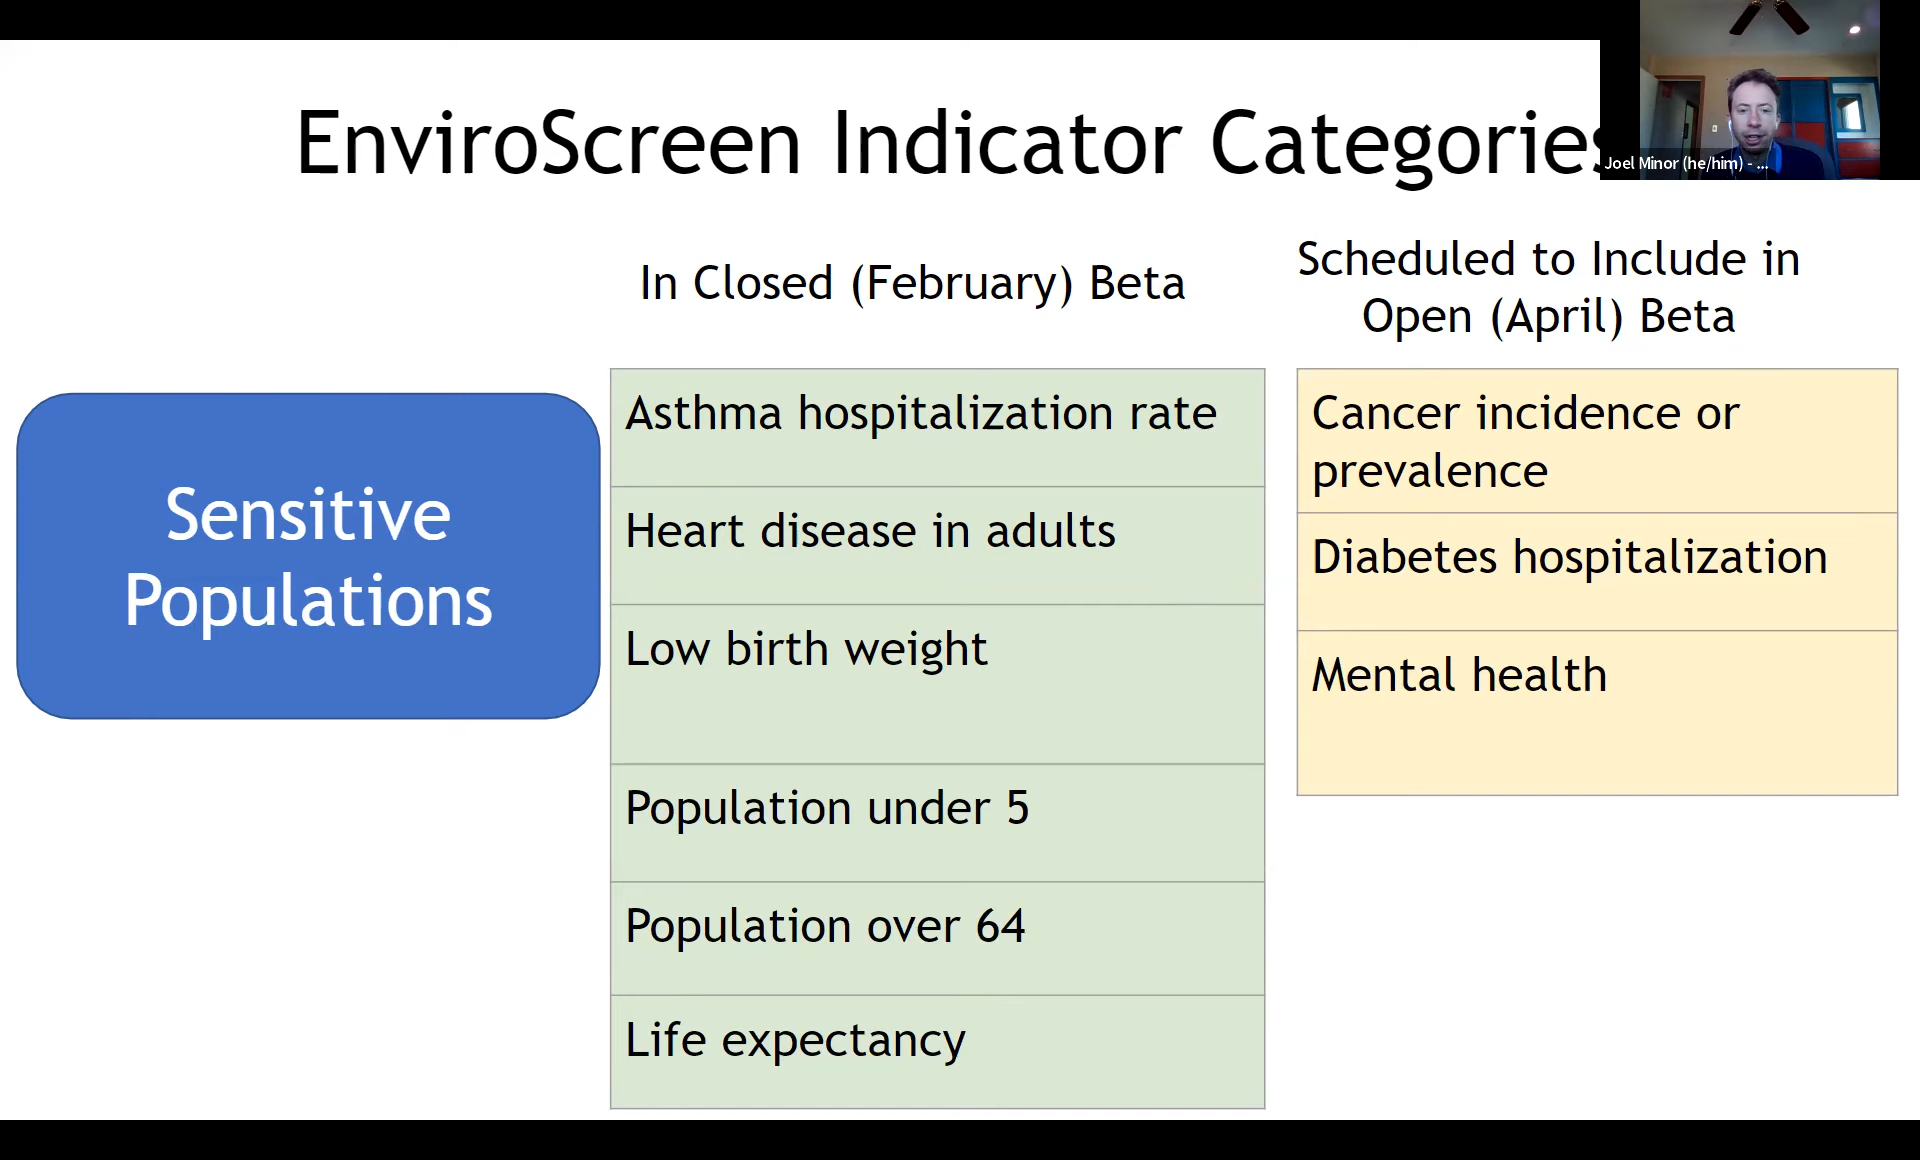 EnviroScreen Indicator Categories
Joel Minor (he/him) - ...
In Closed (February) Beta
Scheduled to Include in
Open (April) Beta
Sensitive
Populations
Asthma hospitalization rate
Heart disease in adults
Low birth weight
Population under 5
Population over 64
Life expectancy
Cancer incidence or
prevalence
Diabetes hospitalization
Mental health